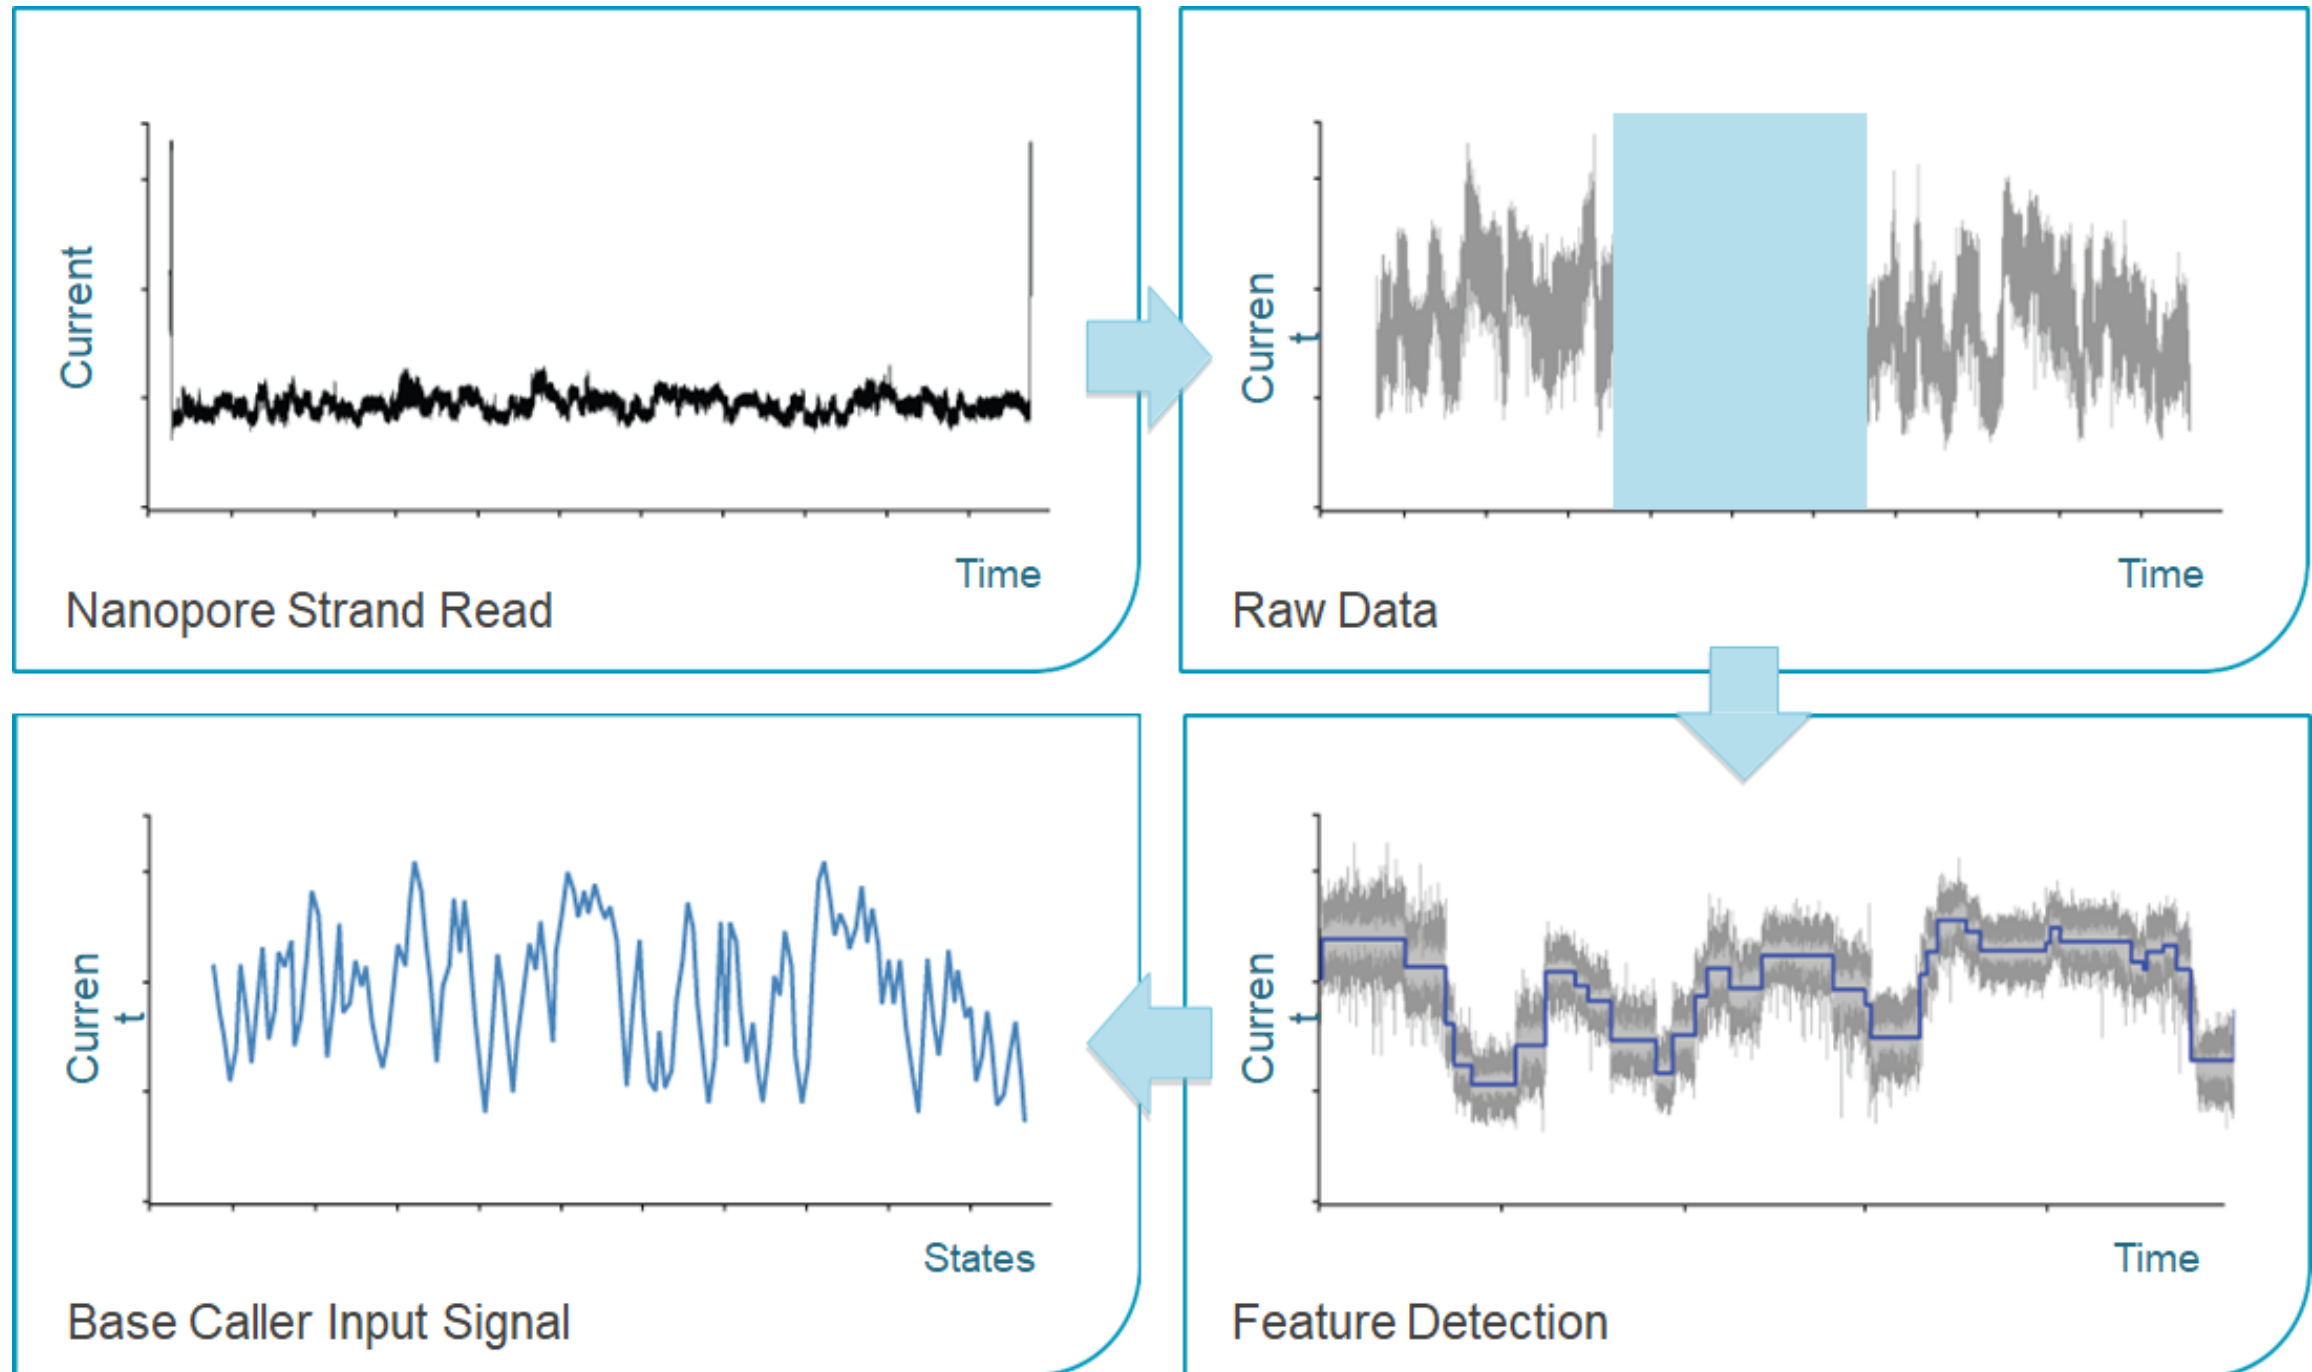 Current
Time
Nanopore Strand Read
Curren
t
Time
Raw Data
Curren
t
States
Base Caller Input Signal
Curren
t
Time
Feature Detection